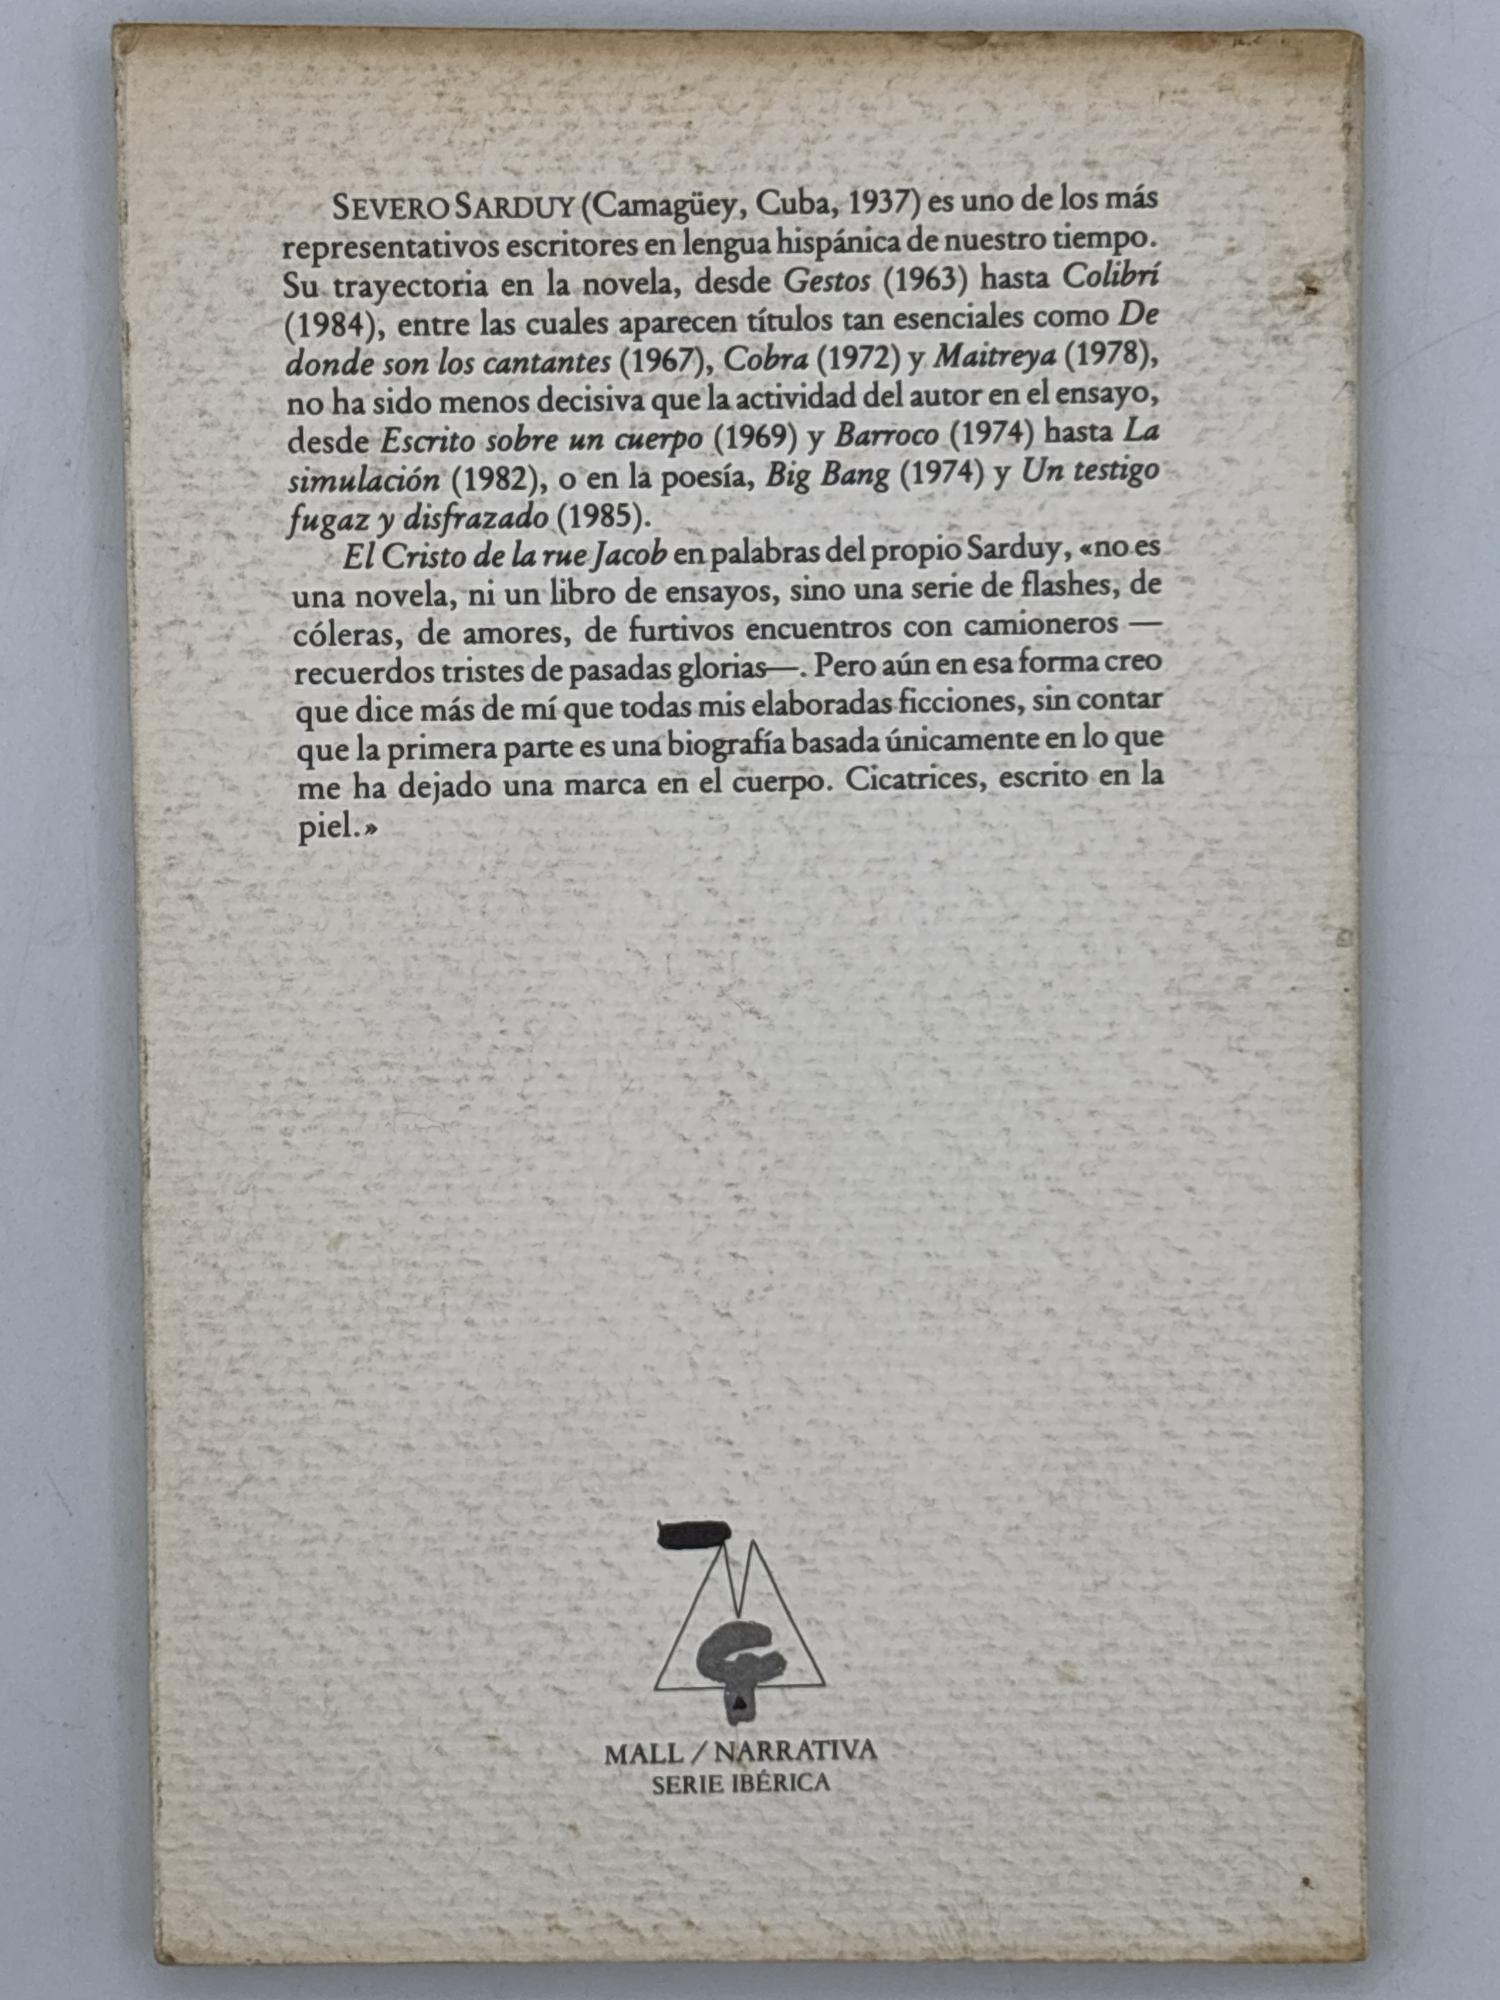 SEVERO SARDUY (Camagüey, Cuba, 1937) es uno de los más
representativos escritores en lengua hispánica de nuestro tiempo.
Su trayectoria en la novela, desde Gestos (1963) hasta Colibrí
(1984), entre las cuales aparecen títulos tan esenciales como De
donde son los cantantes (1967), Cobra (1972) y Maitreya (1978),
no ha sido menos decisiva que la actividad del autor en el ensayo,
desde Escrito sobre un cuerpo (1969) y Barroco (1974) hasta La
simulación (1982), o en la poesía, Big Bang (1974) y Un testigo
fugaz y disfrazado (1985).
El Cristo de la rue Jacob en palabras del propio Sarduy, «no es
una novela, ni un libro de ensayos, sino una serie de flashes, de
cóleras, de amores, de furtivos encuentros con camioneros —
recuerdos tristes de pasadas glorias—. Pero aún en esa forma creo
que dice más de mí que todas mis elaboradas ficciones, sin contar
que la primera parte es una biografía basada únicamente en lo que
me ha dejado una marca en el cuerpo. Cicatrices, escrito en la
piel.»
MALL / NARRATIVA
SERIE IBÉRICA